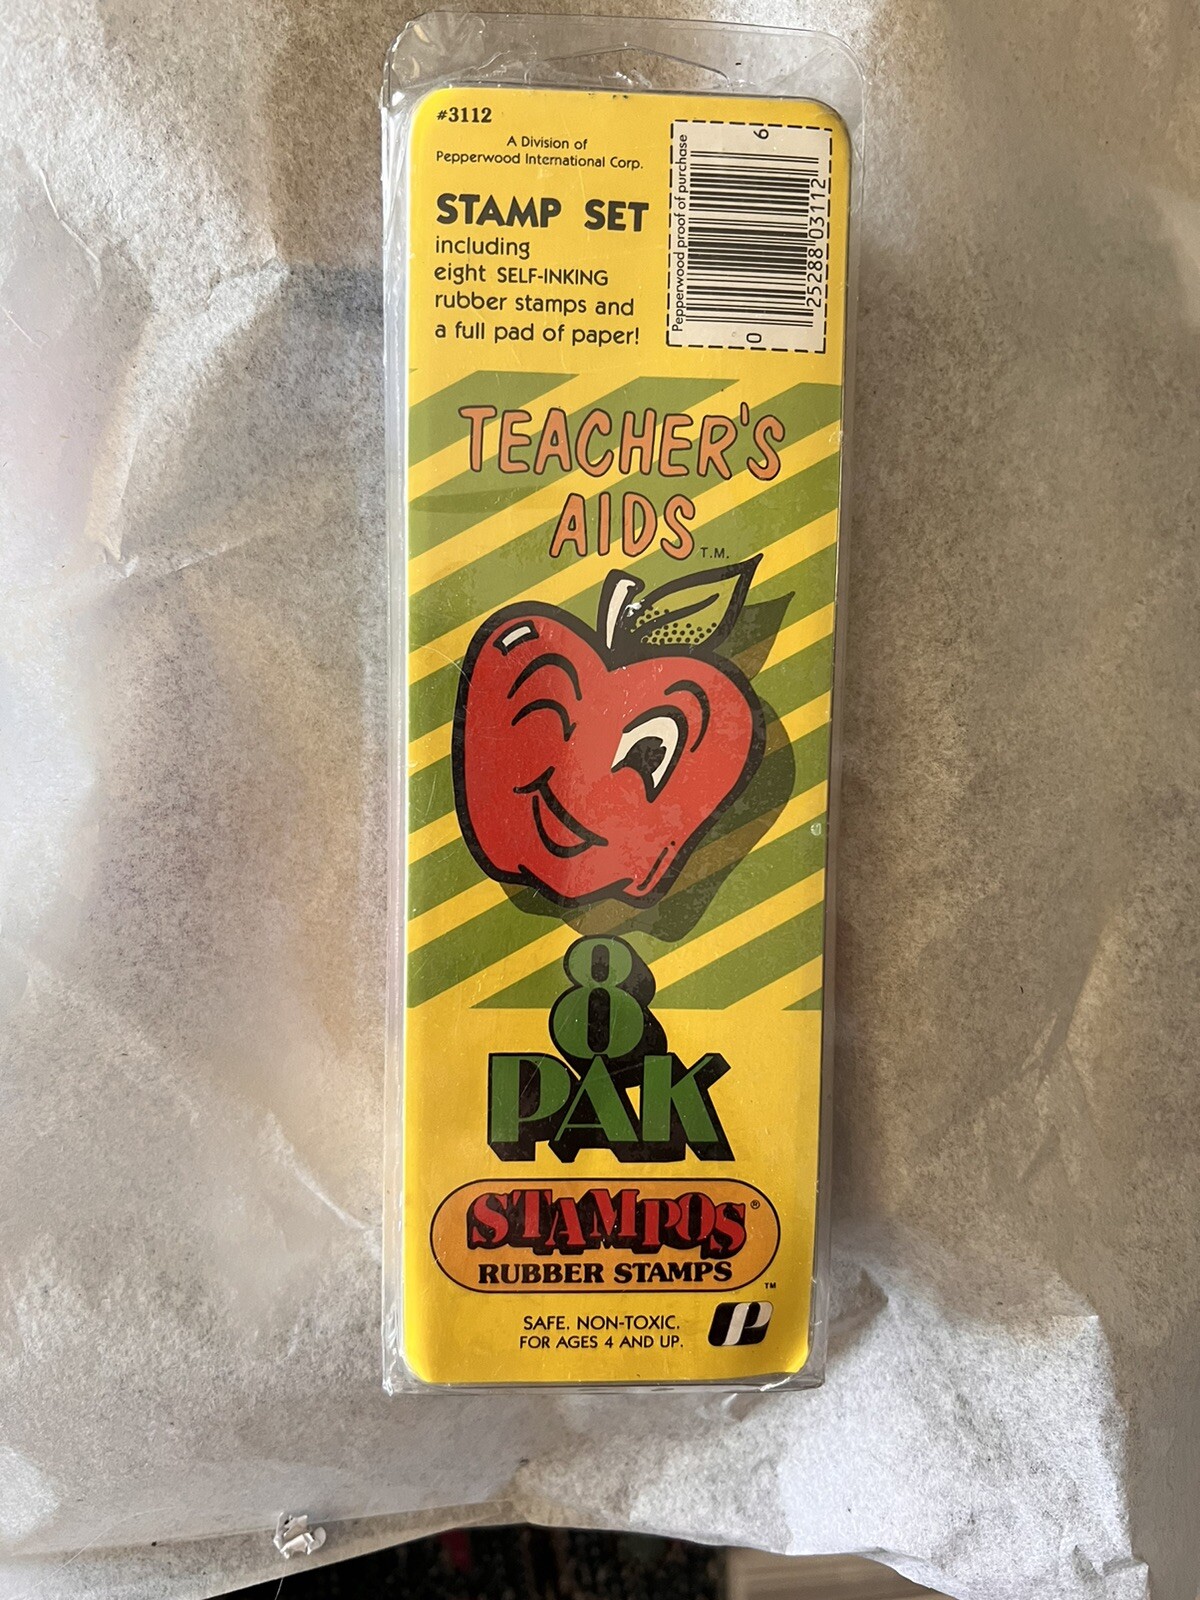 #3112
A Division of
Pepperwood International Corp.
STAMP SET
including
eight SELF-INKING
rubber stamps and
a full pad of paper!
Pepperwood proof of purchase
0 25288 03112 6
TEACHER'S
AIDS T.M.
8
PAK
STAMPOS®
RUBBER STAMPS
™
SAFE. NON-TOXIC.
FOR AGES 4 AND UP.
P